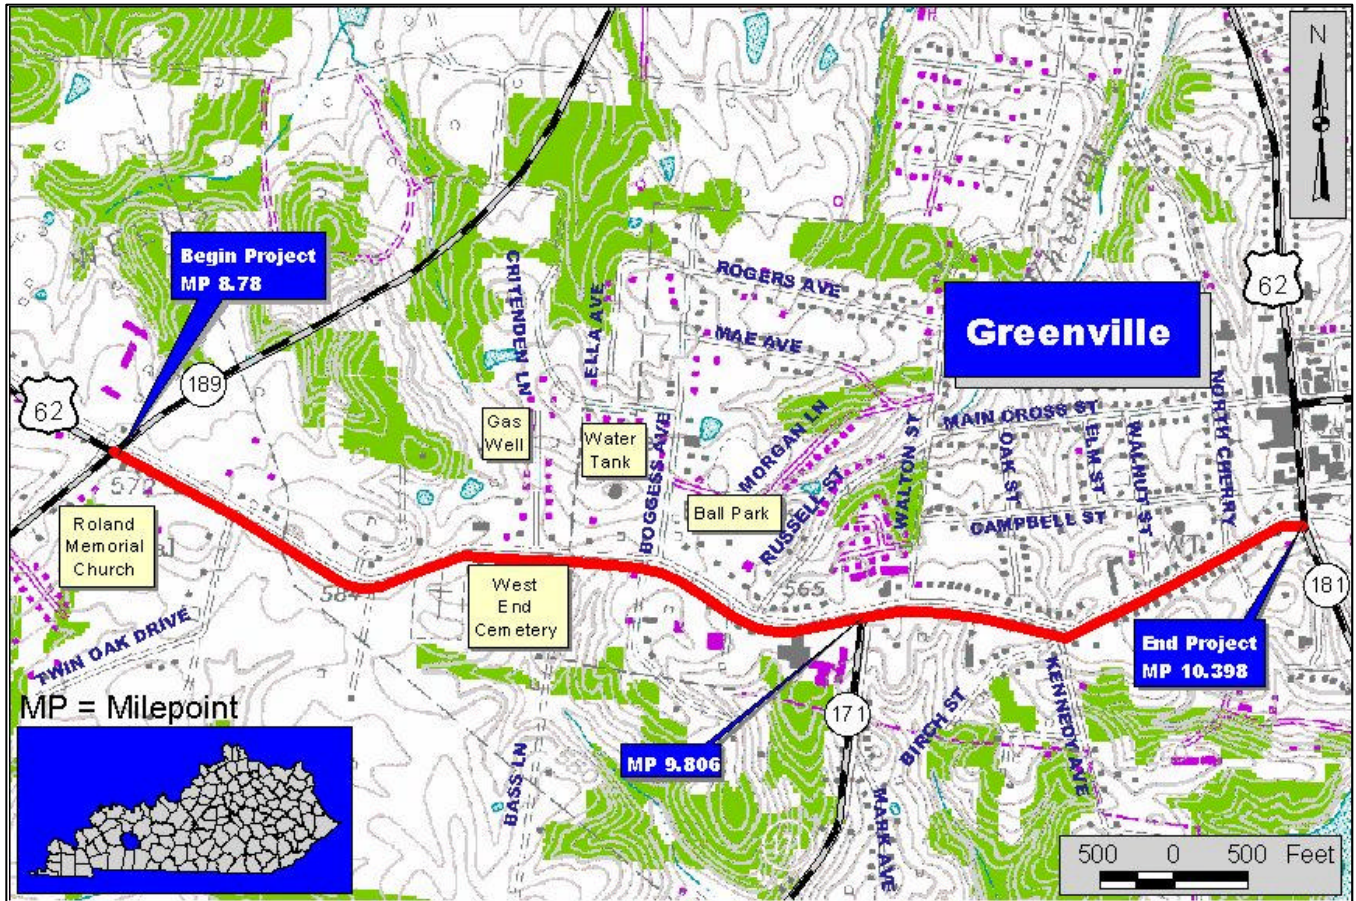 N
Begin Project
MP 8.78
62
Greenville
ROGERS AVE
CRITENDEN LN
ELLA AVE
MAE AVE
189
62
NORTH CHERRY
MAIN CROSS ST
Gas
Well
Water
Tank
BOGGESS AVE
MORGAN LN
WALTON ST
OAK ST
ELM ST
WALNUT ST
572
Ball Park
RUSSELL ST
CAMPBELL ST
WT
Roland
Memorial
Church
West
End
Cemetery
565
584
181
TWIN OAK DRIVE
End Project
MP 10.398
MP = Milepoint
171
BIRCH ST
KENNEDY AVE
MP 9.806
BASS LN
MARK AVE
500 0 500 Feet